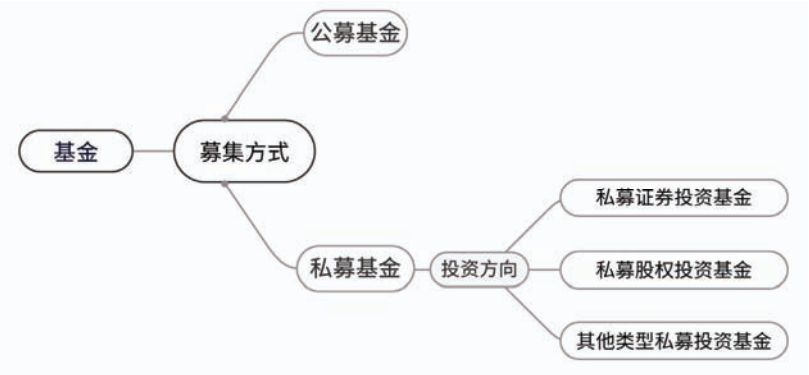 公募基金
基金
募集方式
私募基金
投资方向
私募证券投资基金
私募股权投资基金
其他类型私募投资基金